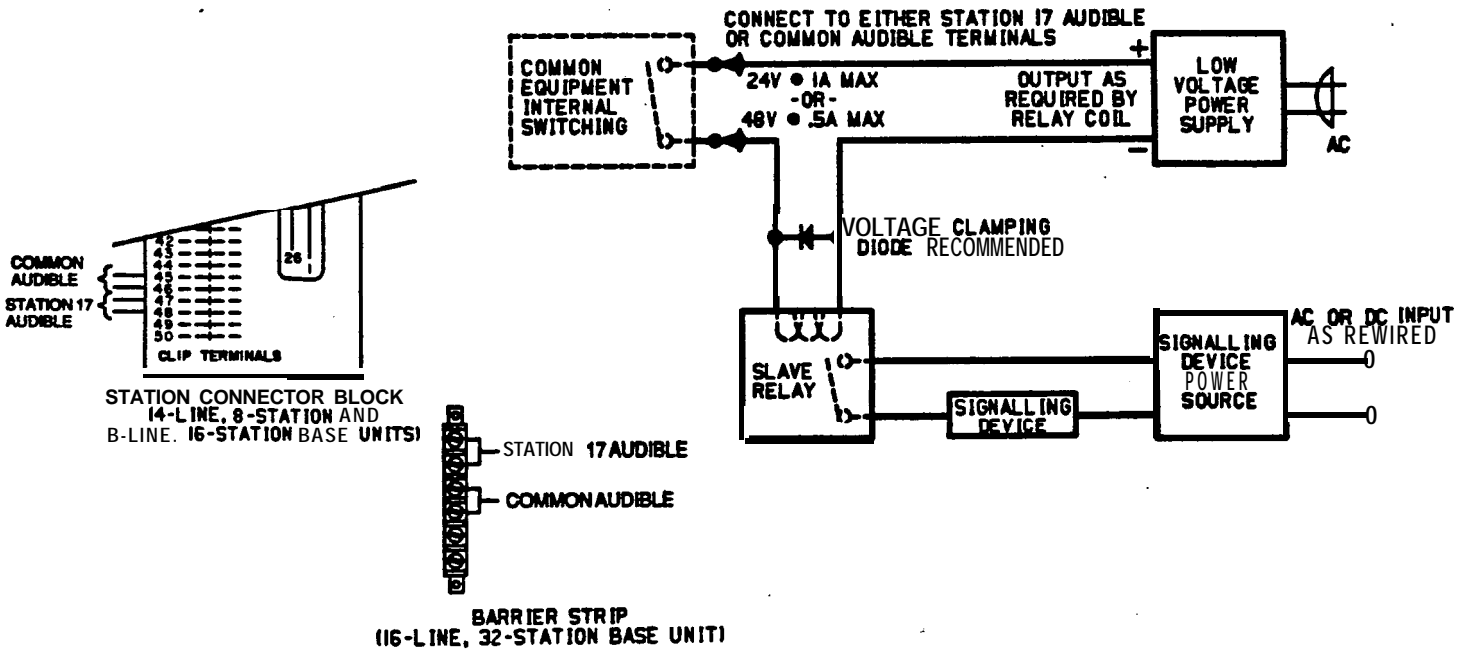 CONNECT TO EITHER STATION 17 AUDIBLE
OR COMMON AUDIBLE TERMINALS
COMMON
EQUIPMENT
INTERNAL
SWITCHING
24V ● 1A MAX
-OR-
48V ● .5A MAX
+
OUTPUT AS
REQUIRED BY
RELAY COIL
−
LOW
VOLTAGE
POWER
SUPPLY
AC
VOLTAGE CLAMPING
DIODE RECOMMENDED
42
43
44
45
46
47
48
49
50
26
COMMON
AUDIBLE
STATION 17
AUDIBLE
CLIP TERMINALS
STATION CONNECTOR BLOCK
14-LINE, 8-STATION AND
B-LINE. 16-STATION BASE UNITS)
SLAVE
RELAY
SIGNALLING
DEVICE
SIGNALLING
DEVICE
POWER
SOURCE
AC OR DC INPUT
AS REWIRED
0
0
STATION 17 AUDIBLE
COMMON AUDIBLE
BARRIER STRIP
(16-LINE, 32-STATION BASE UNIT)